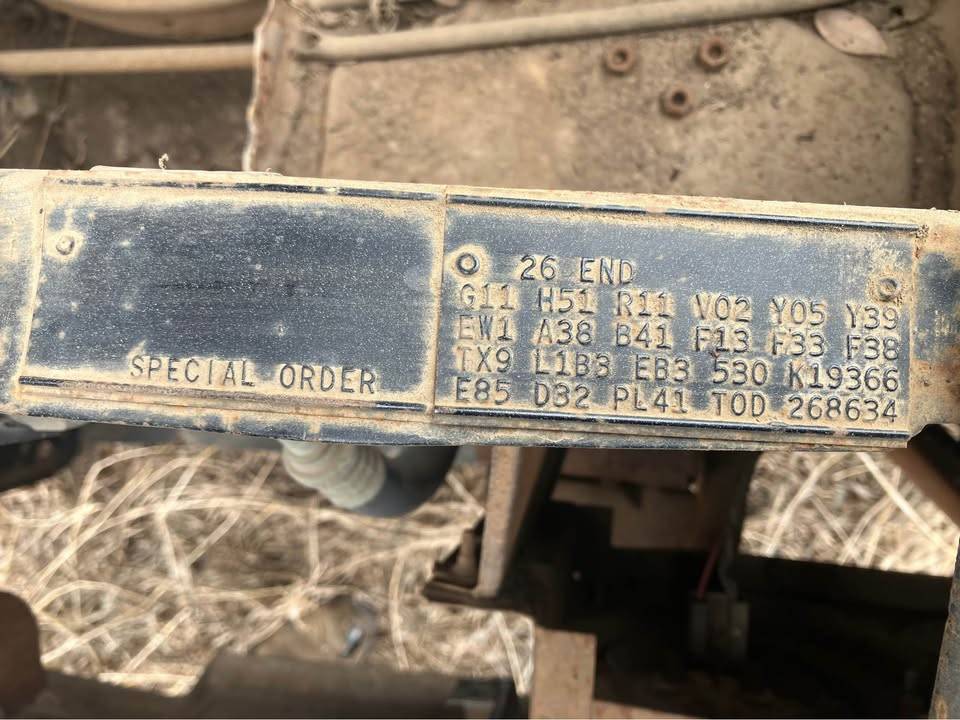 SPECIAL ORDER
26 END
G11 H51 R11 V02 Y05 Y39
EW1 A38 B41 F13 F33 F38
TX9 L1B3 EB3 530 K19366
E85 D32 PL41 TOD 268634